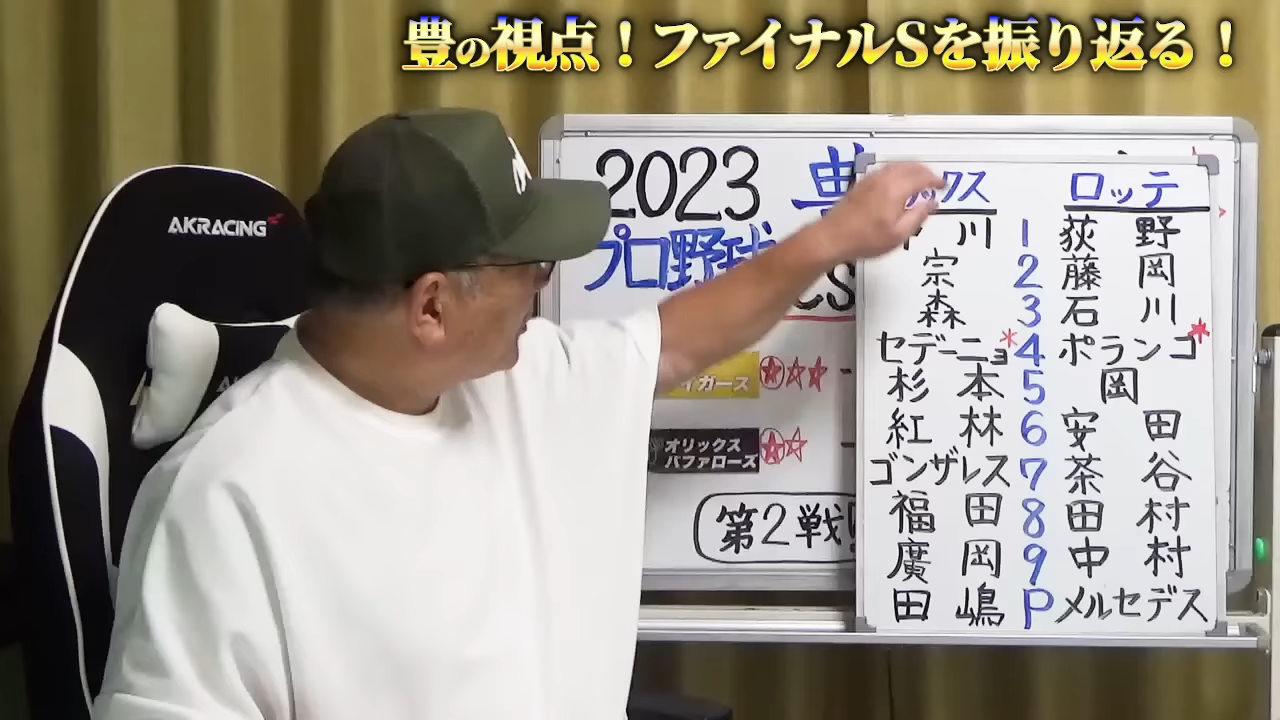 豊の視点！ファイナルSを振り返る！
AKRACING
2023 豊
プロ野球 CS
イガース
オリックス
バファローズ
第2戦!
ックス ロッテ
川 1 荻野
宗 2 藤岡
森 3 石川
セデーニョ* 4 ポランコ*
杉本 5 岡
紅林 6 安田
ゴンザレス 7 茶谷
福田 8 田村
廣岡 9 中村
田嶋 P メルセデス